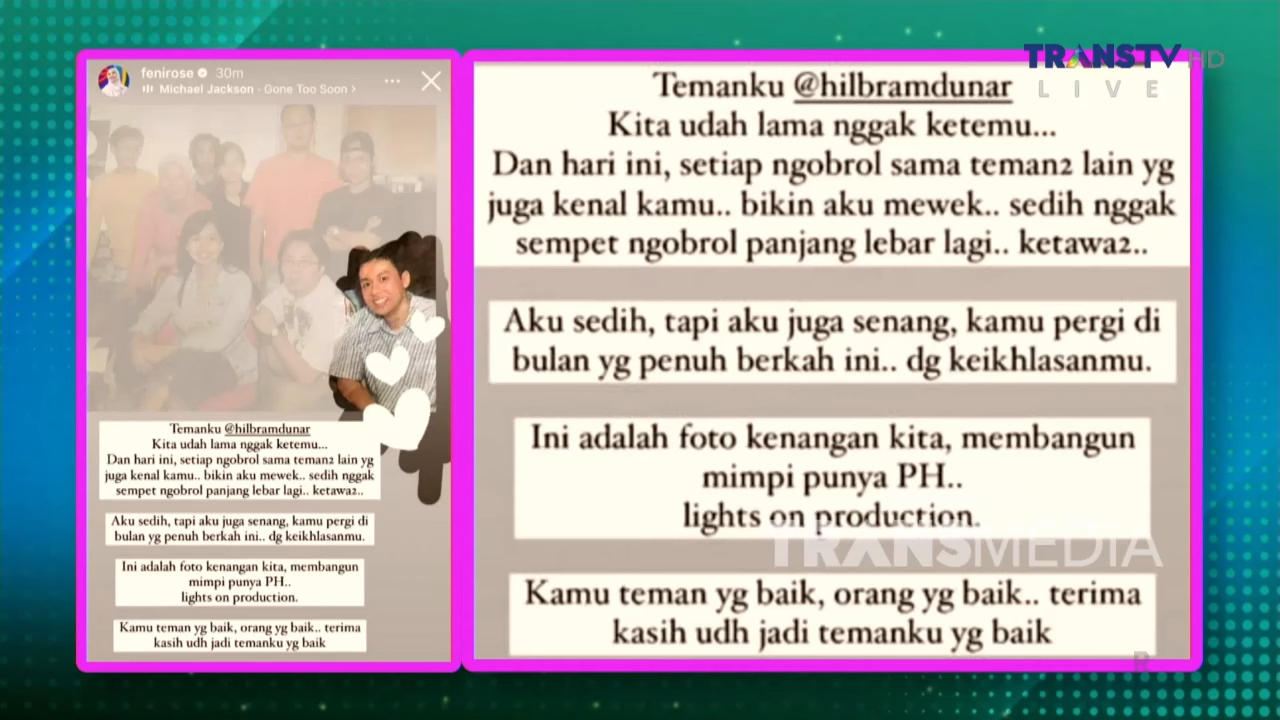 fenirose 30m
Michael Jackson · Gone Too Soon >
Temanku @hilbramdunar
Kita udah lama nggak ketemu...
Dan hari ini, setiap ngobrol sama teman2 lain yg
juga kenal kamu.. bikin aku mewek.. sedih nggak
sempet ngobrol panjang lebar lagi.. ketawa2..
Aku sedih, tapi aku juga senang, kamu pergi di
bulan yg penuh berkah ini.. dg keikhlasanmu.
Ini adalah foto kenangan kita, membangun
mimpi punya PH..
lights on production.
Kamu teman yg baik, orang yg baik.. terima
kasih udh jadi temanku yg baik
TRANSTV HD
LIVE
Temanku @hilbramdunar
Kita udah lama nggak ketemu...
Dan hari ini, setiap ngobrol sama teman2 lain yg
juga kenal kamu.. bikin aku mewek.. sedih nggak
sempet ngobrol panjang lebar lagi.. ketawa2..
Aku sedih, tapi aku juga senang, kamu pergi di
bulan yg penuh berkah ini.. dg keikhlasanmu.
Ini adalah foto kenangan kita, membangun
mimpi punya PH..
lights on production.
TRANSMEDIA
Kamu teman yg baik, orang yg baik.. terima
kasih udh jadi temanku yg baik
R